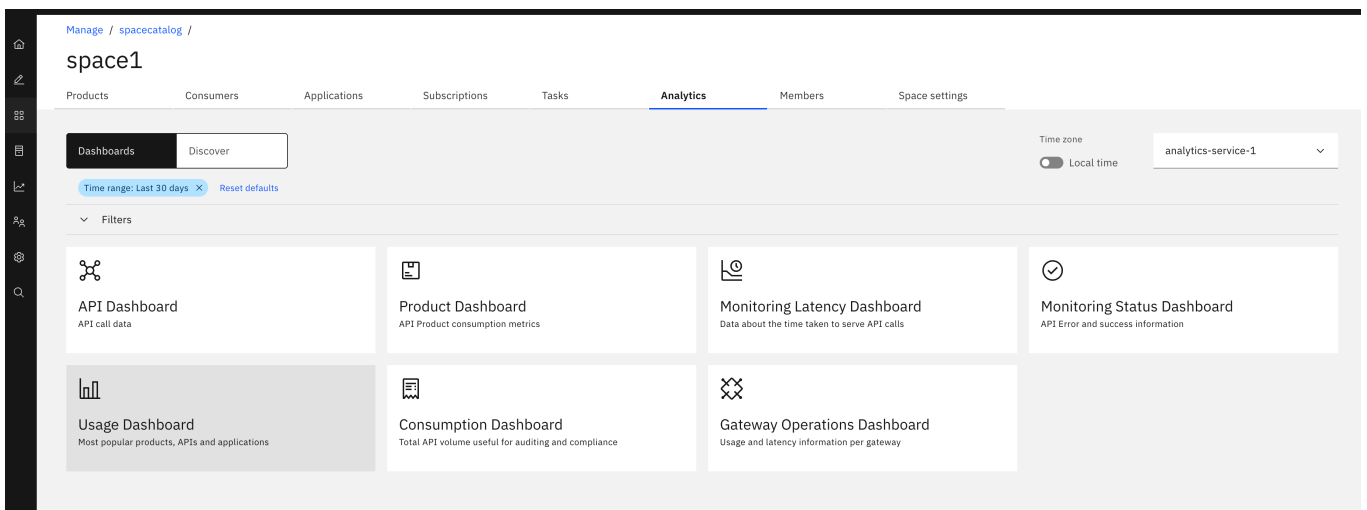 Manage / spacecatalog /
space1
Products Consumers Applications Subscriptions Tasks Analytics Members Space settings
Dashboards Discover
Time zone
Local time
analytics-service-1
Time range: Last 30 days × Reset defaults
Filters
API Dashboard
API call data
Product Dashboard
API Product consumption metrics
Monitoring Latency Dashboard
Data about the time taken to serve API calls
Monitoring Status Dashboard
API Error and success information
Usage Dashboard
Most popular products, APIs and applications
Consumption Dashboard
Total API volume useful for auditing and compliance
Gateway Operations Dashboard
Usage and latency information per gateway